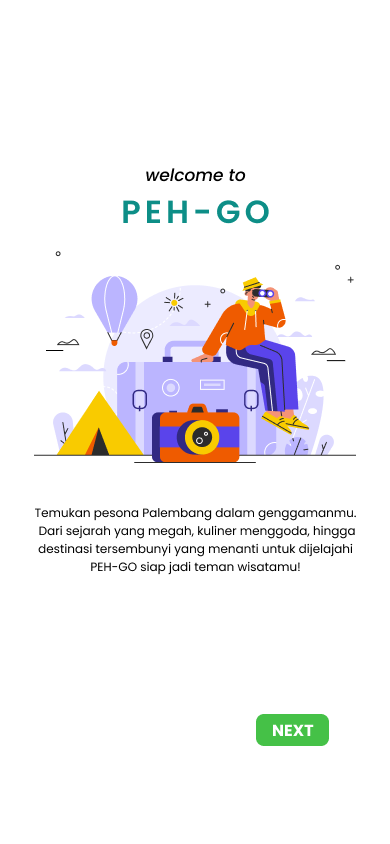 welcome to
PEH-GO
Temukan pesona Palembang dalam genggamanmu.
Dari sejarah yang megah, kuliner menggoda, hingga
destinasi tersembunyi yang menanti untuk dijelajahi
PEH-GO siap jadi teman wisatamu!
NEXT